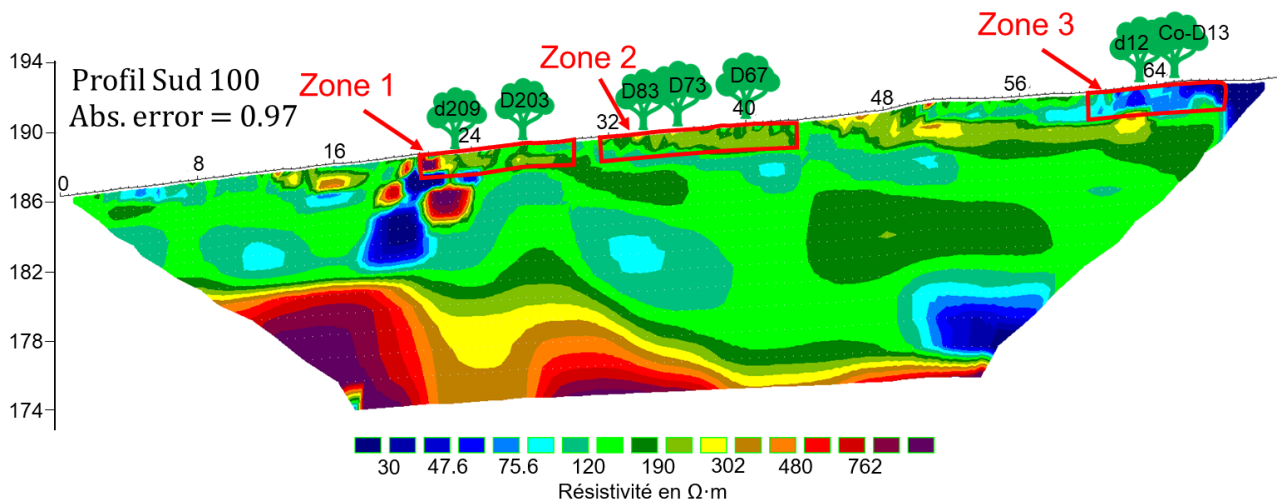 Profil Sud 100
Abs. error = 0.97
Zone 1
Zone 2
Zone 3
d209
D203
D83
D73
D67
d12
Co-D13
0
8
16
24
32
40
48
56
64
194
190
186
182
178
174
30 47.6 75.6 120 190 302 480 762
Résistivité en Ω·m